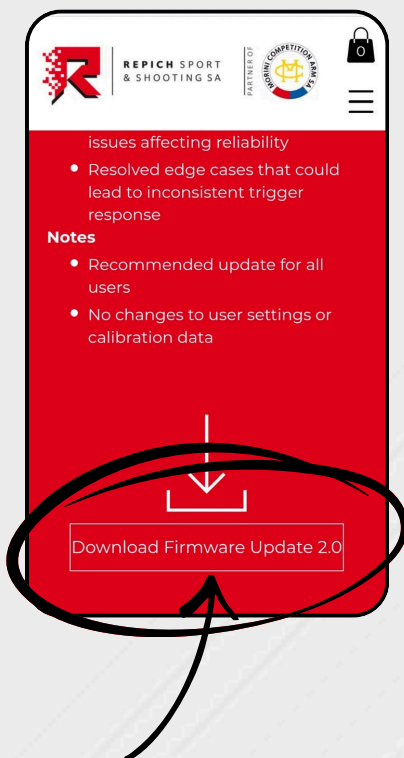 REPICH SPORT
& SHOOTING SA
PARTNER OF
MORINI COMPETITION ARM SA
0
issues affecting reliability
Resolved edge cases that could
lead to inconsistent trigger
response
Notes
Recommended update for all
users
No changes to user settings or
calibration data
Download Firmware Update 2.0